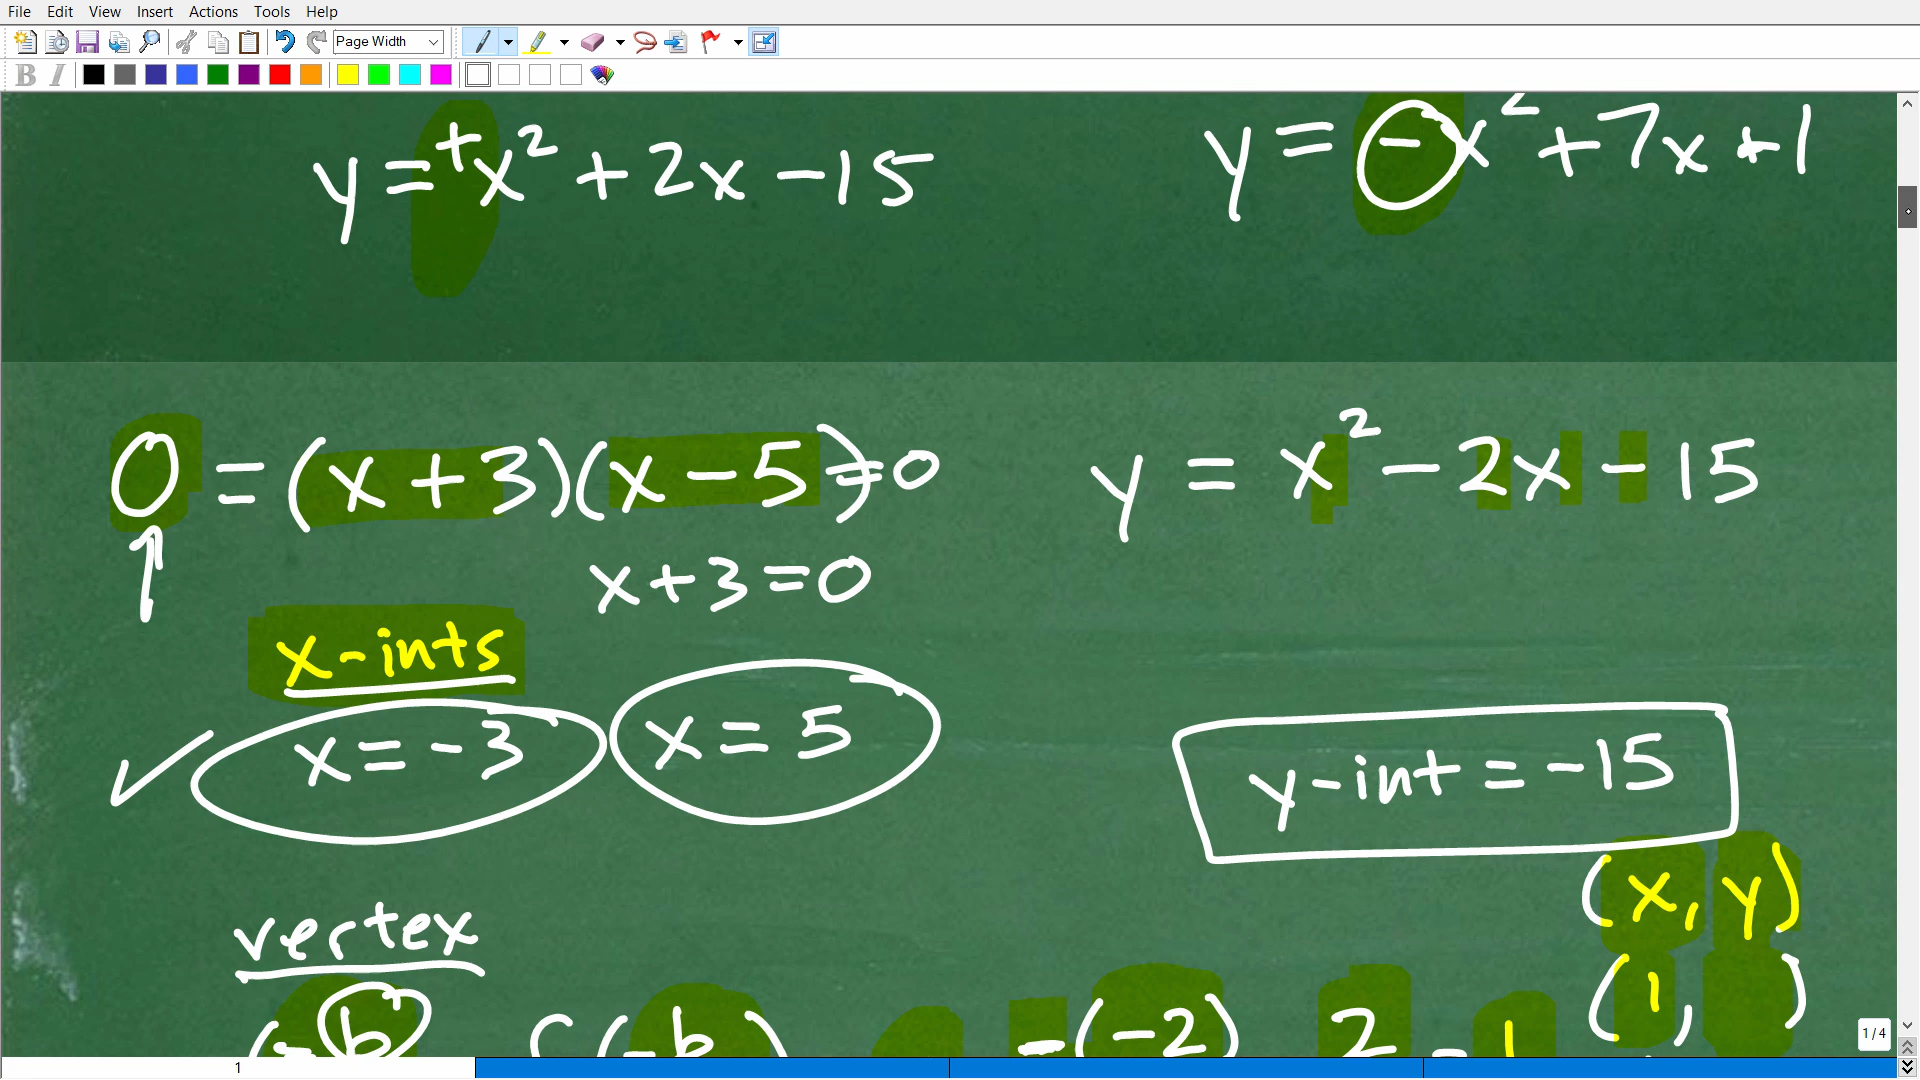 File Edit View Insert Actions Tools Help
Page Width
B I
y = +x² + 2x - 15
y = -x² + 7x + 1
0 = (x + 3)(x - 5) = 0
y = x² - 2x - 15
x + 3 = 0
x-ints
x = -3
x = 5
y-int = -15
(x, y)
vertex
(1, )
(-b
(-b )
-(-2)
2
- 1
1 / 4
1